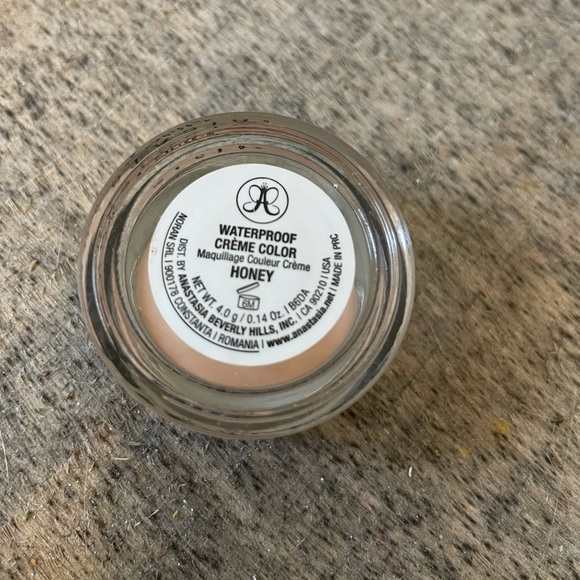 WATERPROOF
CRÈME COLOR
Maquillage Couleur Crème
HONEY
6M
NET WT. 4.0 g / 0.14 Oz. | B6DA
DIST. BY ANASTASIA BEVERLY HILLS, INC. | CA 90210 | USA
NORAN SRL | 900178 CONSTANTA | ROMANIA | www.anastasia.net | MADE IN PRC